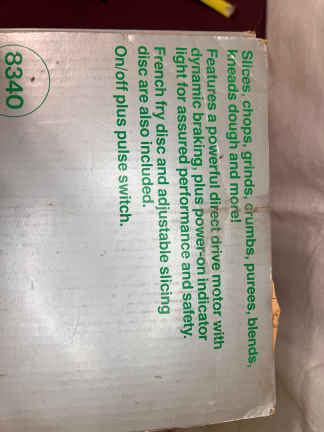 Slices, chops, grinds, crumbs, purees, blends,
kneads dough and more!
Features a powerful direct drive motor with
dynamic braking, plus power-on indicator
light for assured performance and safety.
French fry disc and adjustable slicing
disc are also included.
On/off plus pulse switch.
8340